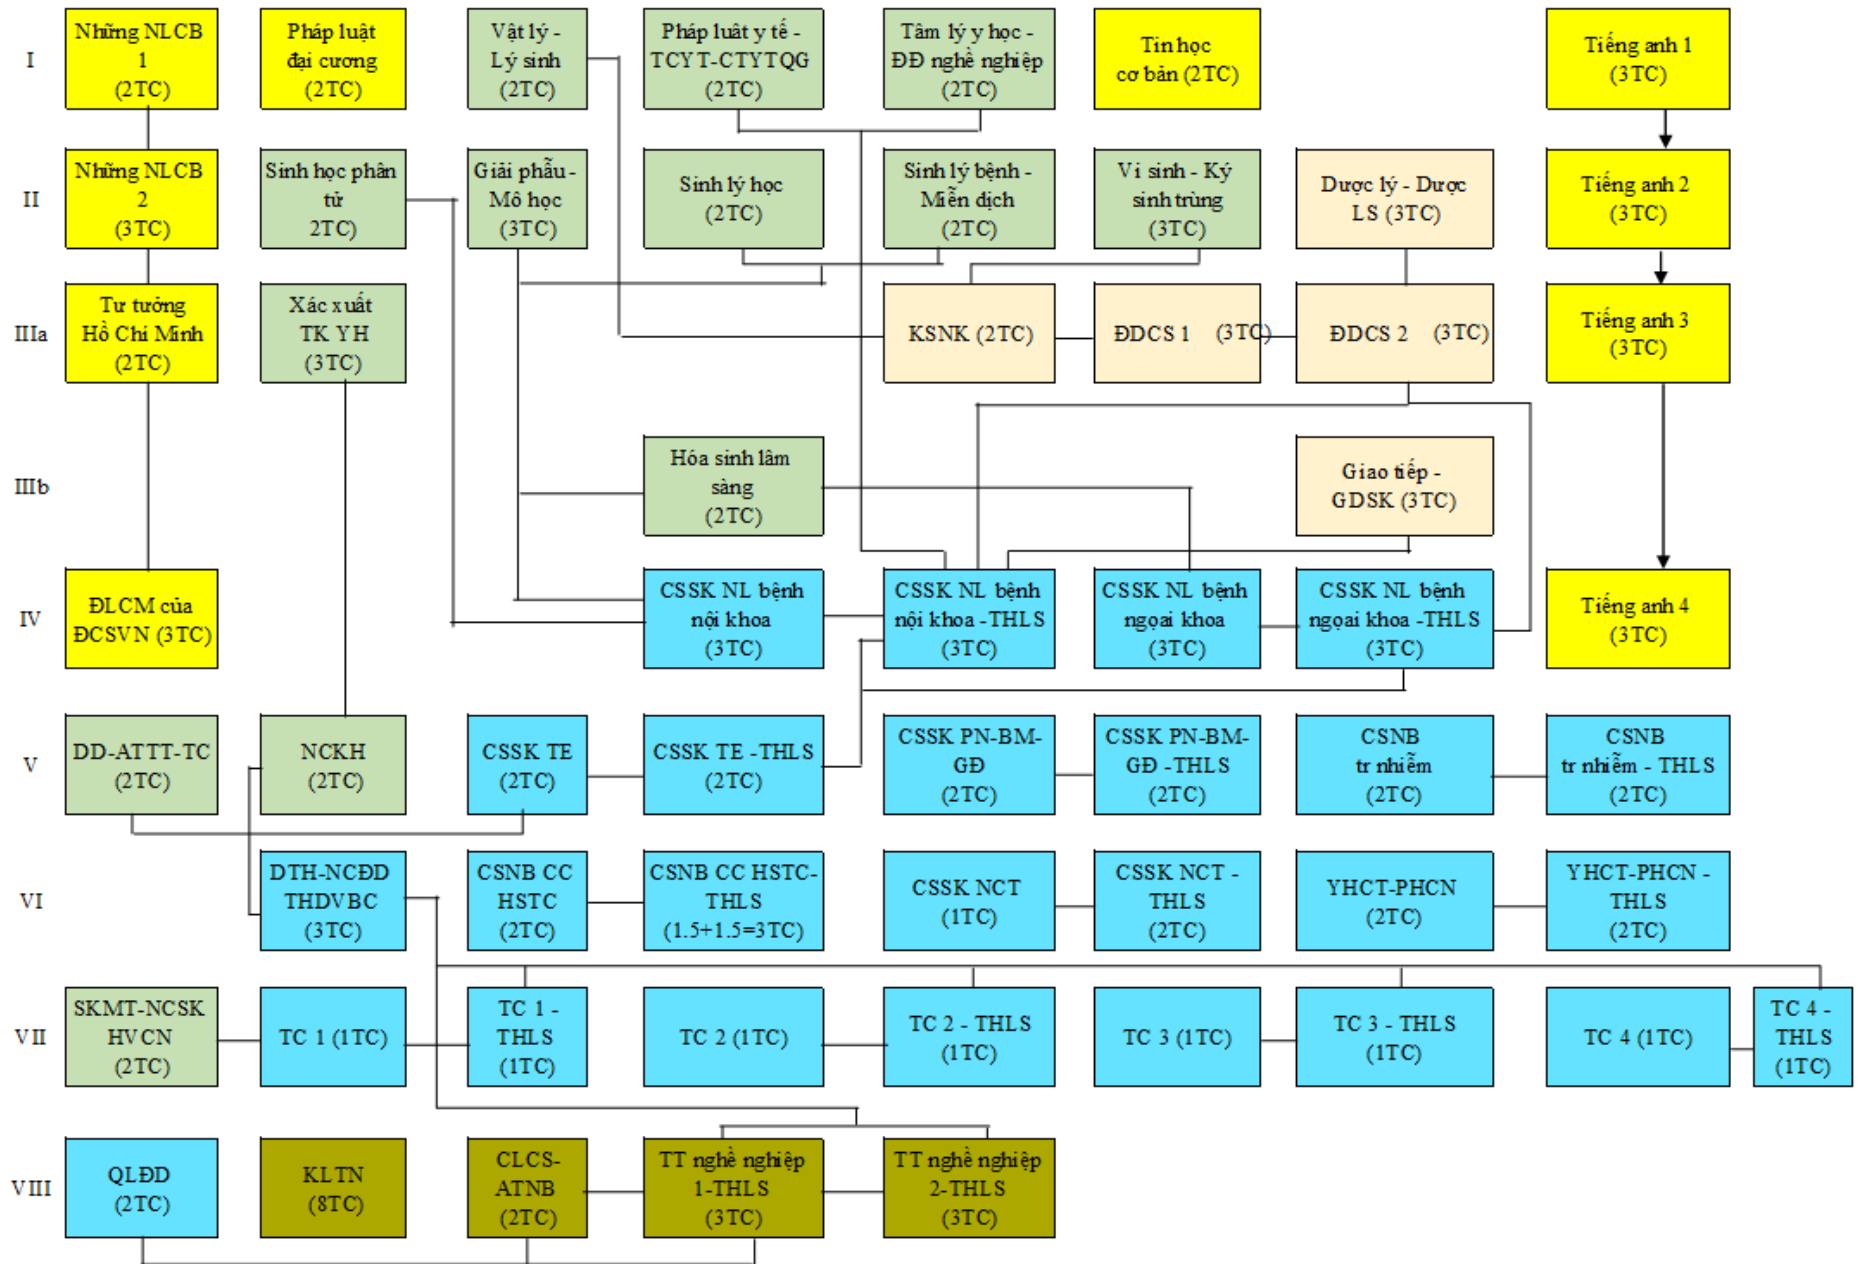 I
Những NLCB
1
(2TC)
Pháp luật
đại cương
(2TC)
Vật lý -
Lý sinh
(2TC)
Pháp luât y tế -
TCYT-CTYTQG
(2TC)
Tâm lý y học -
ĐĐ nghề nghiệp
(2TC)
Tin học
cơ bản (2TC)
Tiếng anh 1
(3TC)
II
Những NLCB
2
(3TC)
Sinh học phân
tử
2TC)
Giải phẫu -
Mô học
(3TC)
Sinh lý học
(2TC)
Sinh lý bệnh -
Miễn dịch
(2TC)
Vi sinh - Ký
sinh trùng
(3TC)
Dược lý - Dược
LS (3TC)
Tiếng anh 2
(3TC)
IIIa
Tư tưởng
Hồ Chí Minh
(2TC)
Xác xuất
TK YH
(3TC)
KSNK (2TC)
ĐDCS 1 (3TC)
ĐDCS 2 (3TC)
Tiếng anh 3
(3TC)
IIIb
Hóa sinh lâm
sàng
(2TC)
Giao tiếp -
GDSK (3TC)
IV
ĐLCM của
ĐCSVN (3TC)
CSSK NL bệnh
nội khoa
(3TC)
CSSK NL bệnh
nội khoa -THLS
(3TC)
CSSK NL bệnh
ngọai khoa
(3TC)
CSSK NL bệnh
ngọai khoa -THLS
(3TC)
Tiếng anh 4
(3TC)
V
DD-ATTT-TC
(2TC)
NCKH
(2TC)
CSSK TE
(2TC)
CSSK TE -THLS
(2TC)
CSSK PN-BM-
GĐ
(2TC)
CSSK PN-BM-
GĐ -THLS
(2TC)
CSNB
tr nhiễm
(2TC)
CSNB
tr nhiễm - THLS
(2TC)
VI
DTH-NCĐD
THDVBC
(3TC)
CSNB CC
HSTC
(2TC)
CSNB CC HSTC-
THLS
(1.5+1.5=3TC)
CSSK NCT
(1TC)
CSSK NCT -
THLS
(2TC)
YHCT-PHCN
(2TC)
YHCT-PHCN -
THLS
(2TC)
VII
SKMT-NCSK
HVCN
(2TC)
TC 1 (1TC)
TC 1 -
THLS
(1TC)
TC 2 (1TC)
TC 2 - THLS
(1TC)
TC 3 (1TC)
TC 3 - THLS
(1TC)
TC 4 (1TC)
TC 4 -
THLS
(1TC)
VIII
QLĐD
(2TC)
KLTN
(8TC)
CLCS-
ATNB
(2TC)
TT nghề nghiệp
1-THLS
(3TC)
TT nghề nghiệp
2-THLS
(3TC)